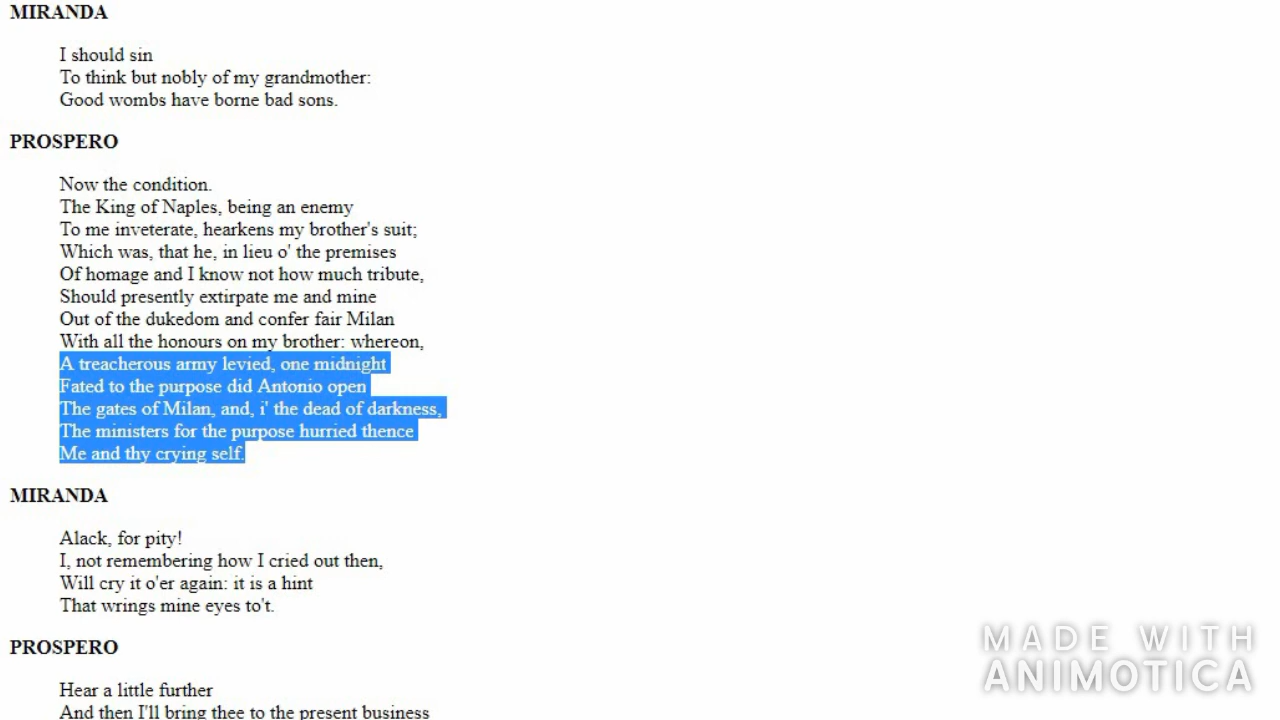 MIRANDA
I should sin
To think but nobly of my grandmother:
Good wombs have borne bad sons.
PROSPERO
Now the condition.
The King of Naples, being an enemy
To me inveterate, hearkens my brother's suit;
Which was, that he, in lieu o' the premises
Of homage and I know not how much tribute,
Should presently extirpate me and mine
Out of the dukedom and confer fair Milan
With all the honours on my brother: whereon,
A treacherous army levied, one midnight
Fated to the purpose did Antonio open
The gates of Milan, and, i' the dead of darkness,
The ministers for the purpose hurried thence
Me and thy crying self.
MIRANDA
Alack, for pity!
I, not remembering how I cried out then,
Will cry it o'er again: it is a hint
That wrings mine eyes to't.
PROSPERO
Hear a little further
And then I'll bring thee to the present business
MADE WITH
ANIMOTICA